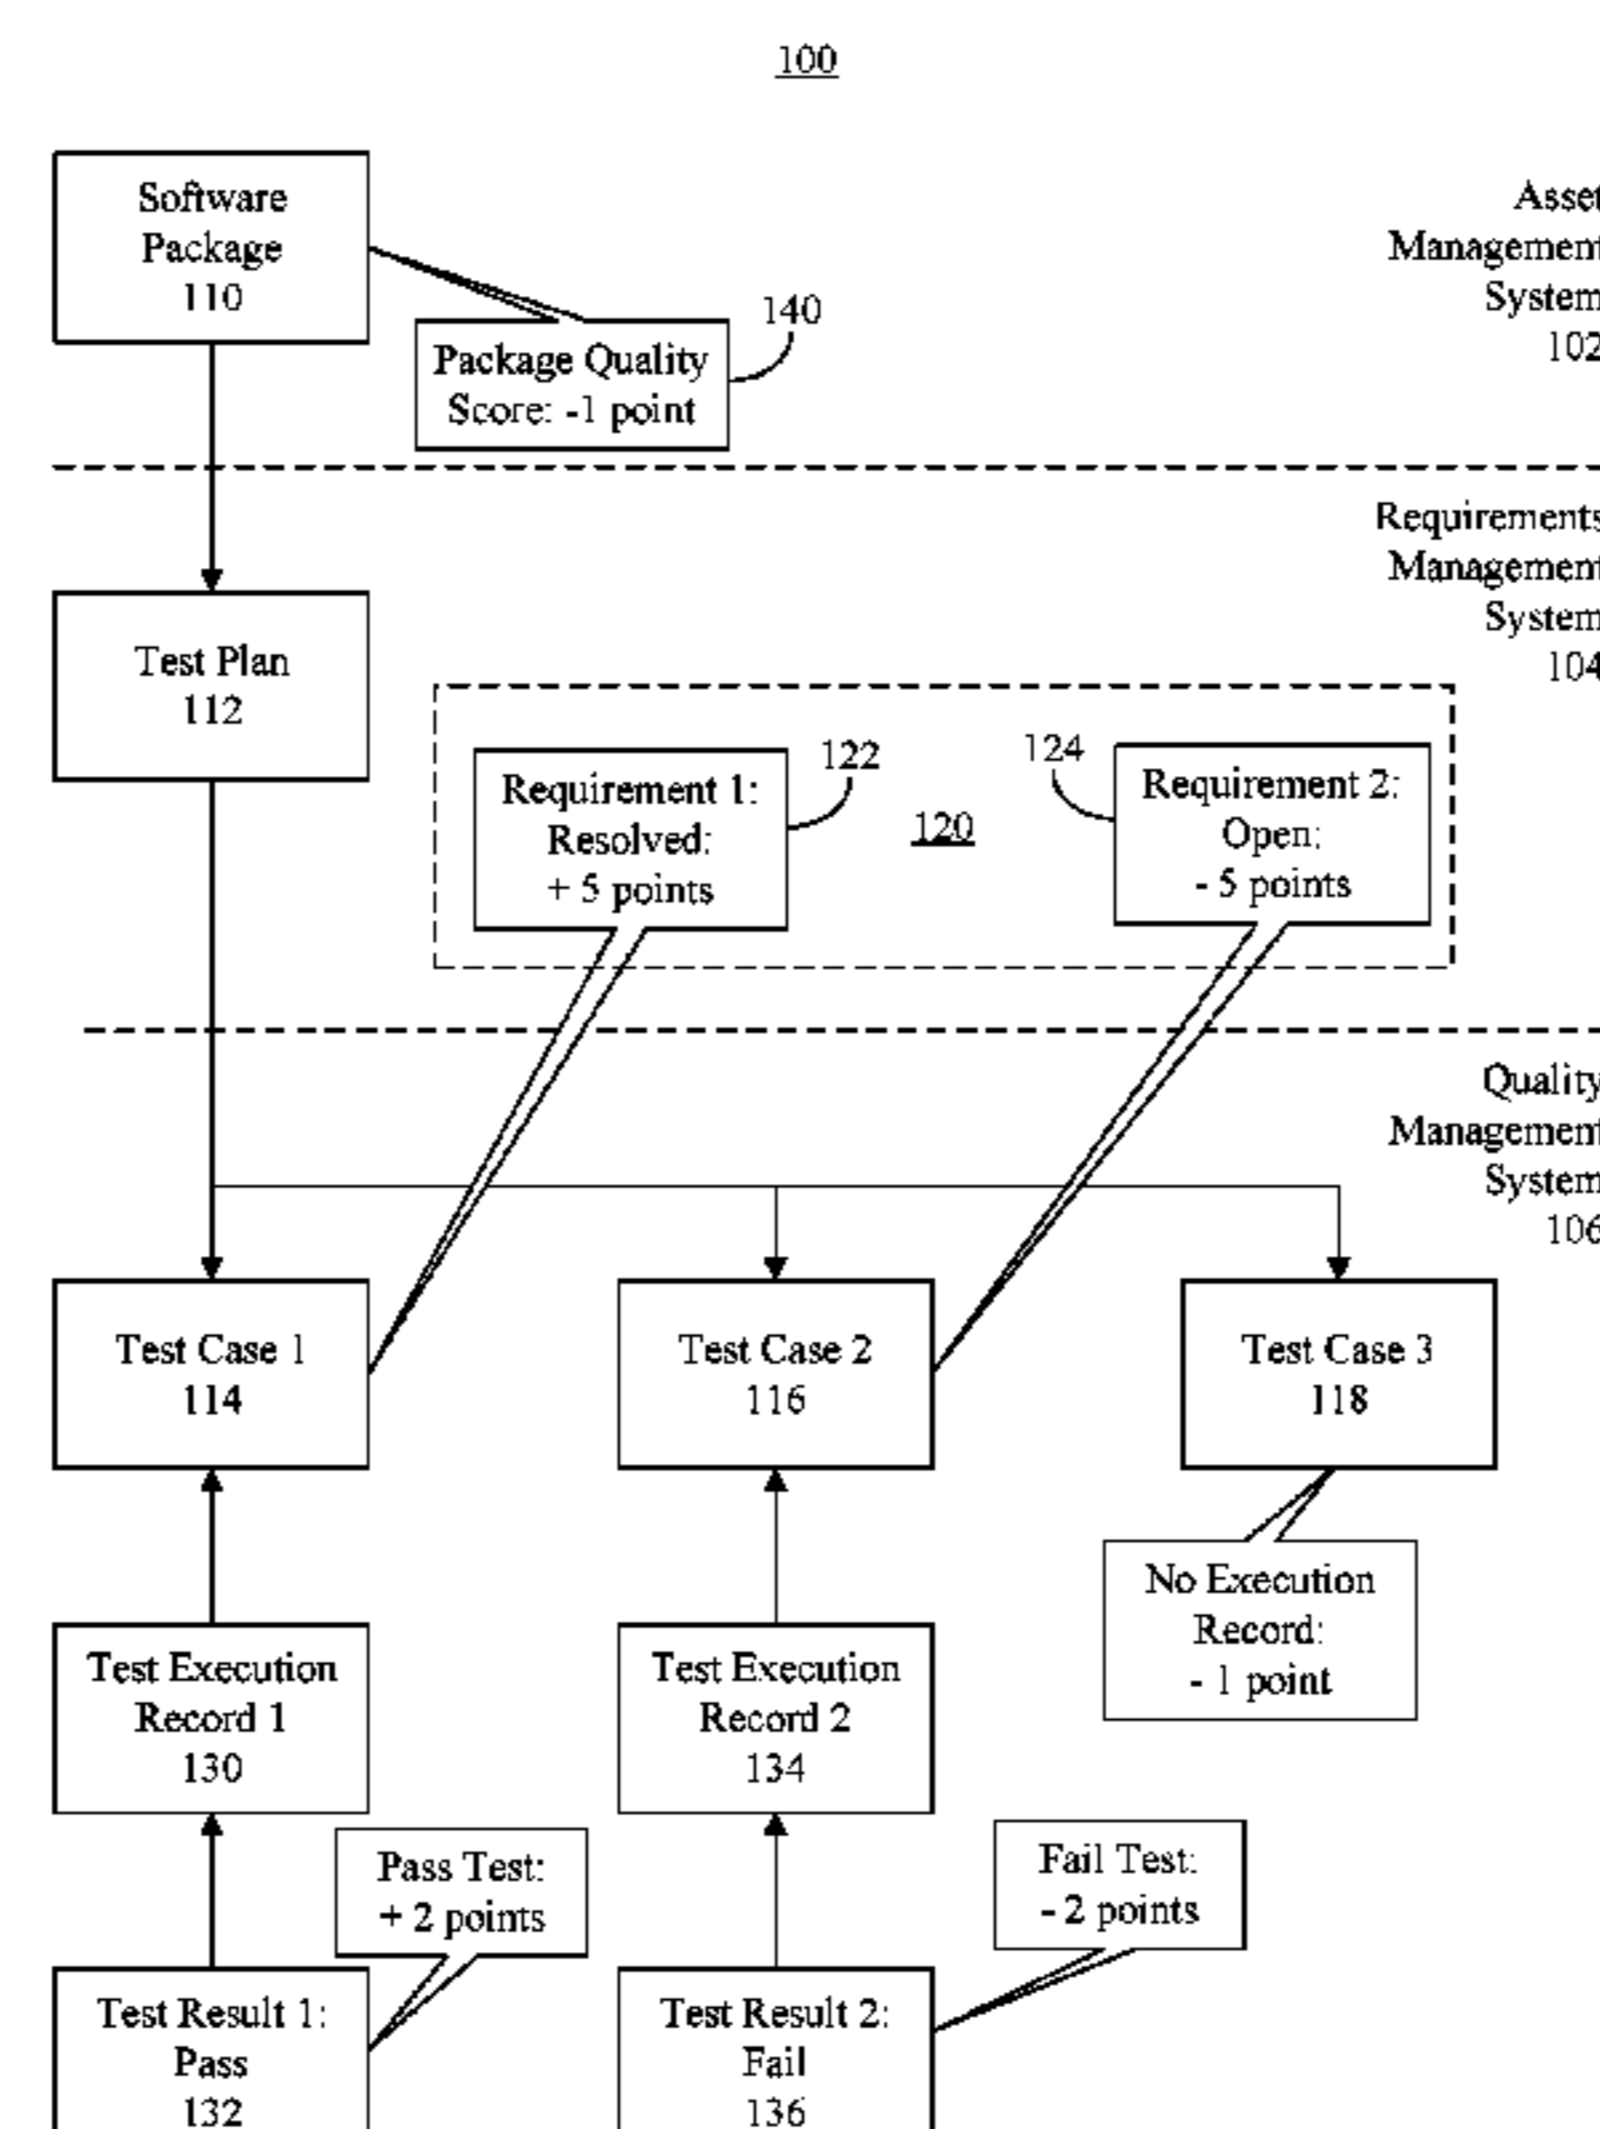 100
Software
Package
110
Asset
Management
System
102
140
Package Quality
Score: -1 point
Requirements
Management
System
104
Test Plan
112
122
124
120
Requirement 1:
Resolved:
+ 5 points
Requirement 2:
Open:
- 5 points
Quality
Management
System
106
Test Case 1
114
Test Case 2
116
Test Case 3
118
No Execution
Record:
- 1 point
Test Execution
Record 1
130
Test Execution
Record 2
134
Pass Test:
+ 2 points
Fail Test:
- 2 points
Test Result 1:
Pass
132
Test Result 2:
Fail
136